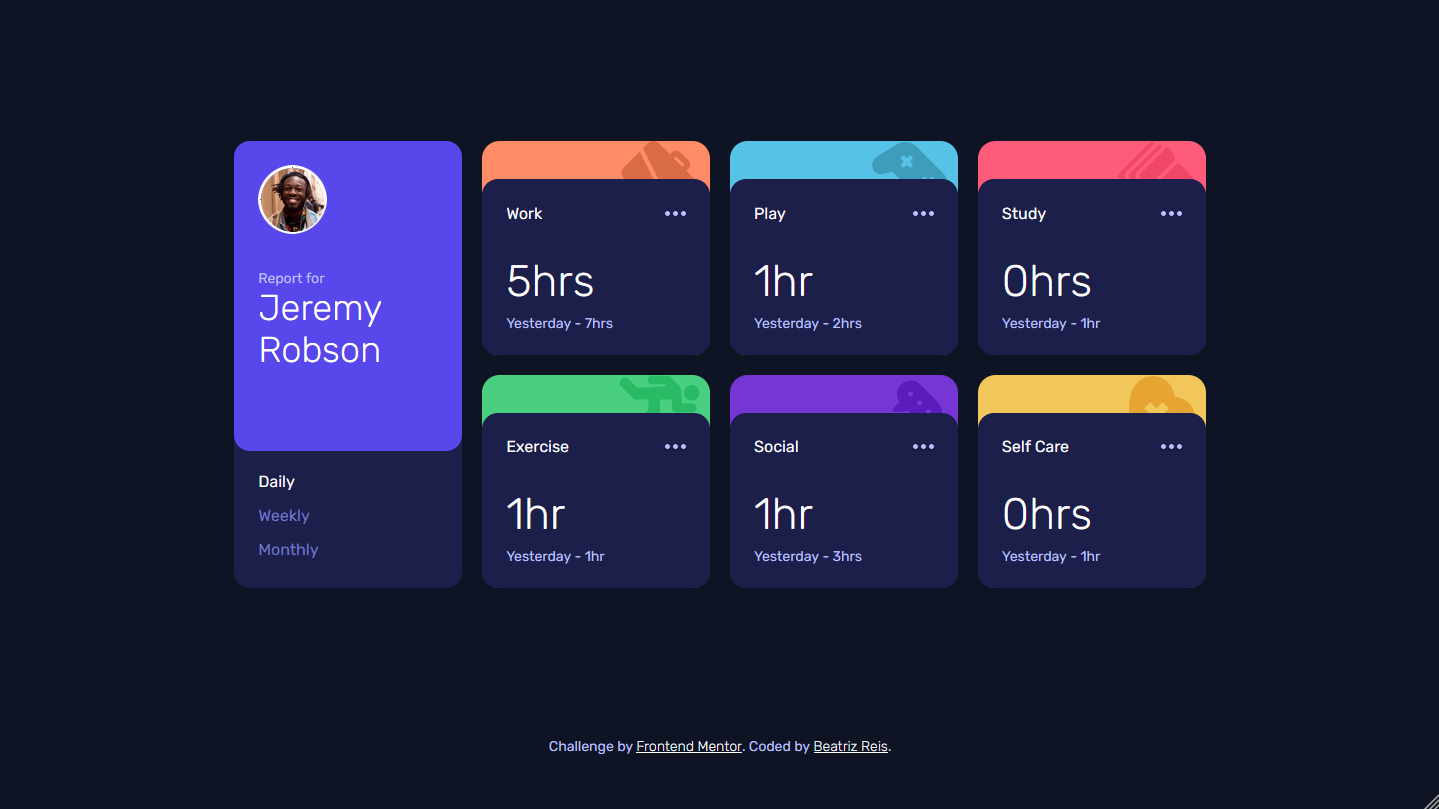 Report for
Jeremy
Robson
Daily
Weekly
Monthly
Work
5hrs
Yesterday - 7hrs
Play
1hr
Yesterday - 2hrs
Study
0hrs
Yesterday - 1hr
Exercise
1hr
Yesterday - 1hr
Social
1hr
Yesterday - 3hrs
Self Care
0hrs
Yesterday - 1hr
Challenge by Frontend Mentor. Coded by Beatriz Reis.